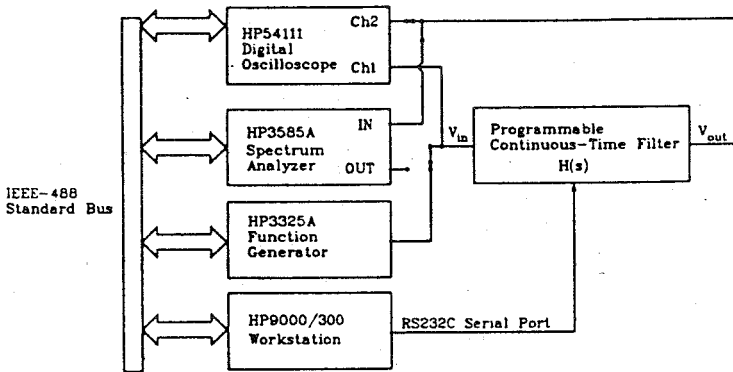 HP54111
Digital
Oscilloscope
Ch2
Ch1
HP3585A
Spectrum
Analyzer
IN
OUT
V_in
Programmable
Continuous-Time Filter
H(s)
V_out
IEEE-488
Standard Bus
HP3325A
Function
Generator
HP9000/300
Workstation
RS232C Serial Port